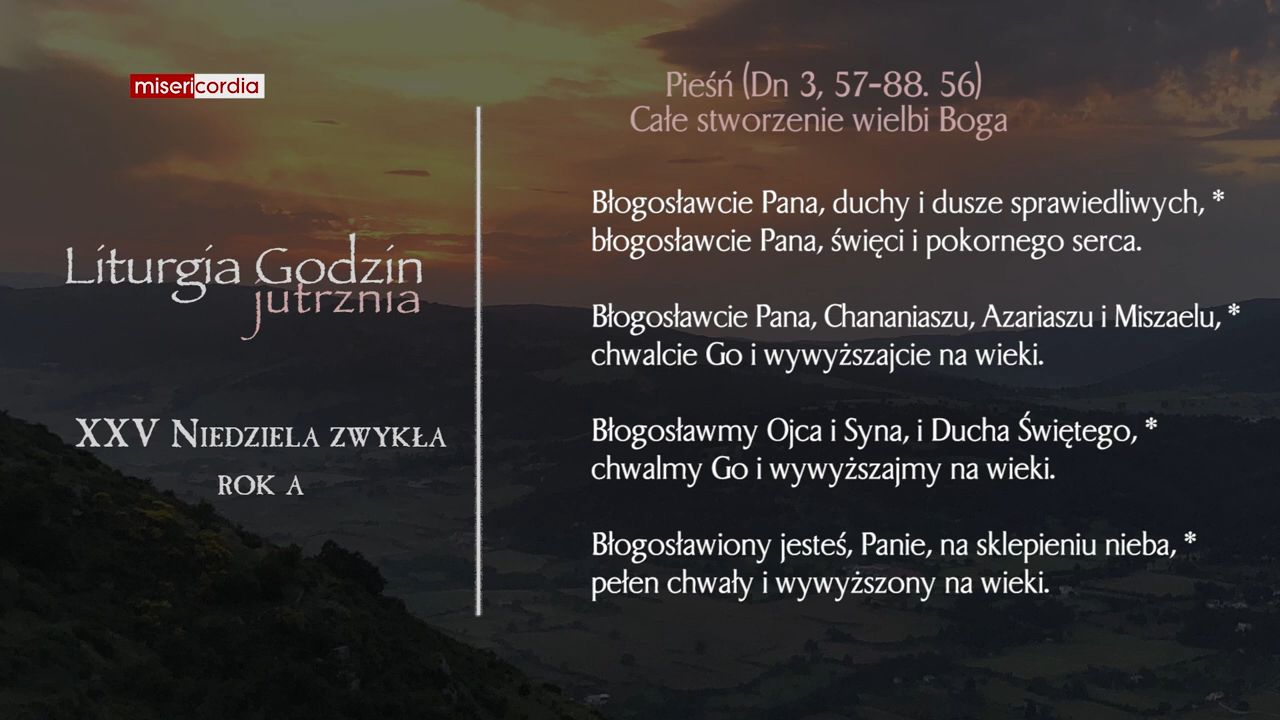 misericordia
Liturgia Godzin
jutrznia
XXV Niedziela zwykła
rok A
Pieśń (Dn 3, 57-88. 56)
Całe stworzenie wielbi Boga
Błogosławcie Pana, duchy i dusze sprawiedliwych, *
błogosławcie Pana, święci i pokornego serca.
Błogosławcie Pana, Chananiaszu, Azariaszu i Miszaelu, *
chwalcie Go i wywyższajcie na wieki.
Błogosławmy Ojca i Syna, i Ducha Świętego, *
chwalmy Go i wywyższajmy na wieki.
Błogosławiony jesteś, Panie, na sklepieniu nieba, *
pełen chwały i wywyższony na wieki.